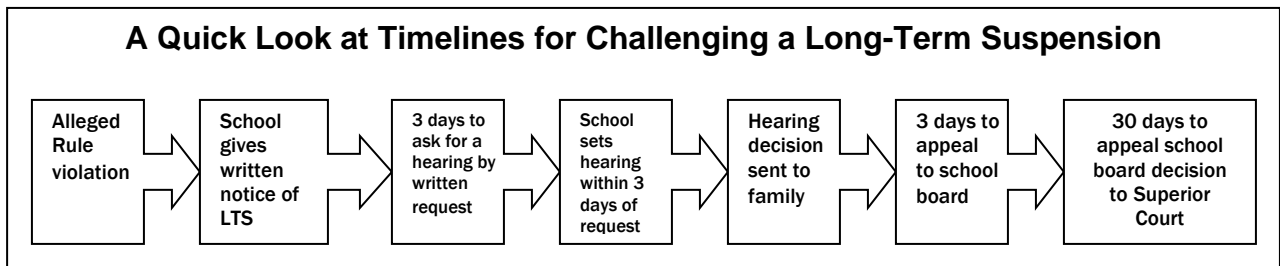 A Quick Look at Timelines for Challenging a Long-Term Suspension
Alleged
Rule
violation
School
gives
written
notice of
LTS
3 days to
ask for a
hearing by
written
request
School
sets
hearing
within 3
days of
request
Hearing
decision
sent to
family
3 days to
appeal
to school
board
30 days to
appeal school
board decision
to Superior
Court